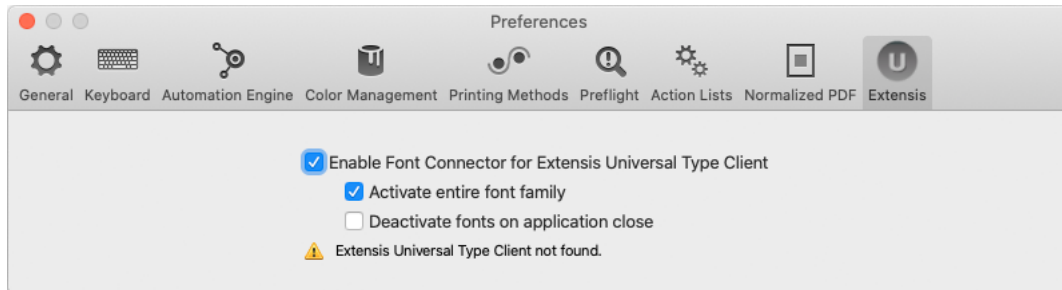 Preferences
General Keyboard Automation Engine Color Management Printing Methods Preflight Action Lists Normalized PDF Extensis
Enable Font Connector for Extensis Universal Type Client
Activate entire font family
Deactivate fonts on application close
Extensis Universal Type Client not found.